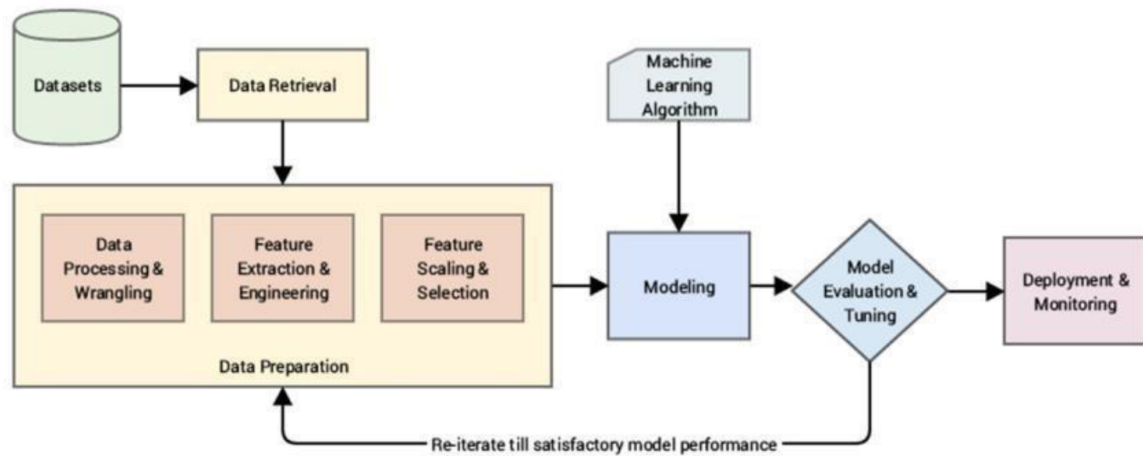 Datasets
Data Retrieval
Machine
Learning
Algorithm
Data
Processing &
Wrangling
Feature
Extraction &
Engineering
Feature
Scaling &
Selection
Data Preparation
Modeling
Model
Evaluation &
Tuning
Deployment &
Monitoring
Re-iterate till satisfactory model performance